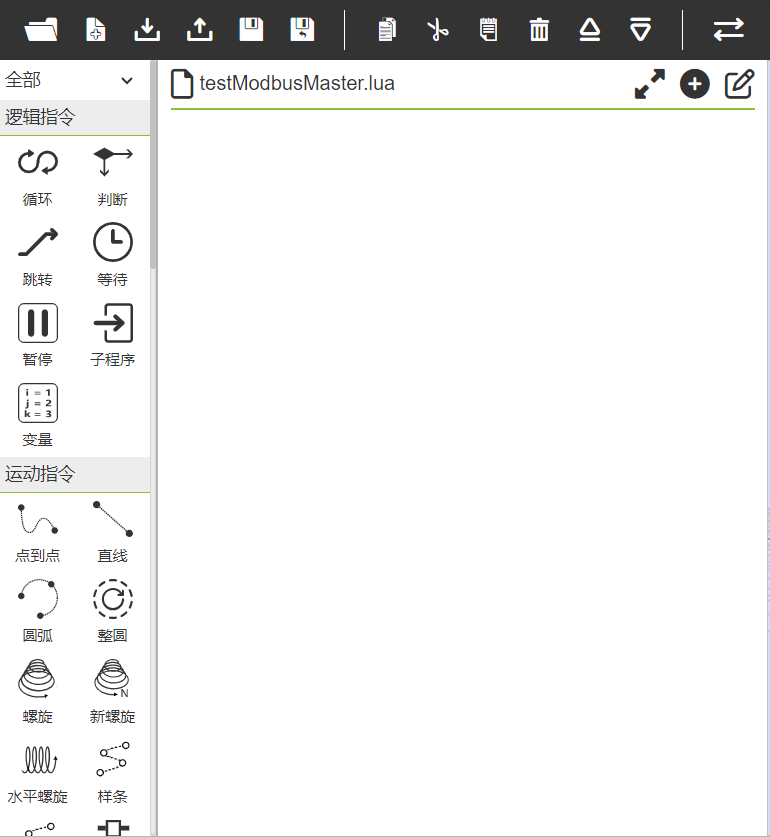 testModbusMaster.lua
全部
逻辑指令
循环 判断
跳转 等待
暂停 子程序
i = 1
j = 2
k = 3
变量
运动指令
点到点 直线
圆弧 整圆
N
螺旋 新螺旋
水平螺旋 样条